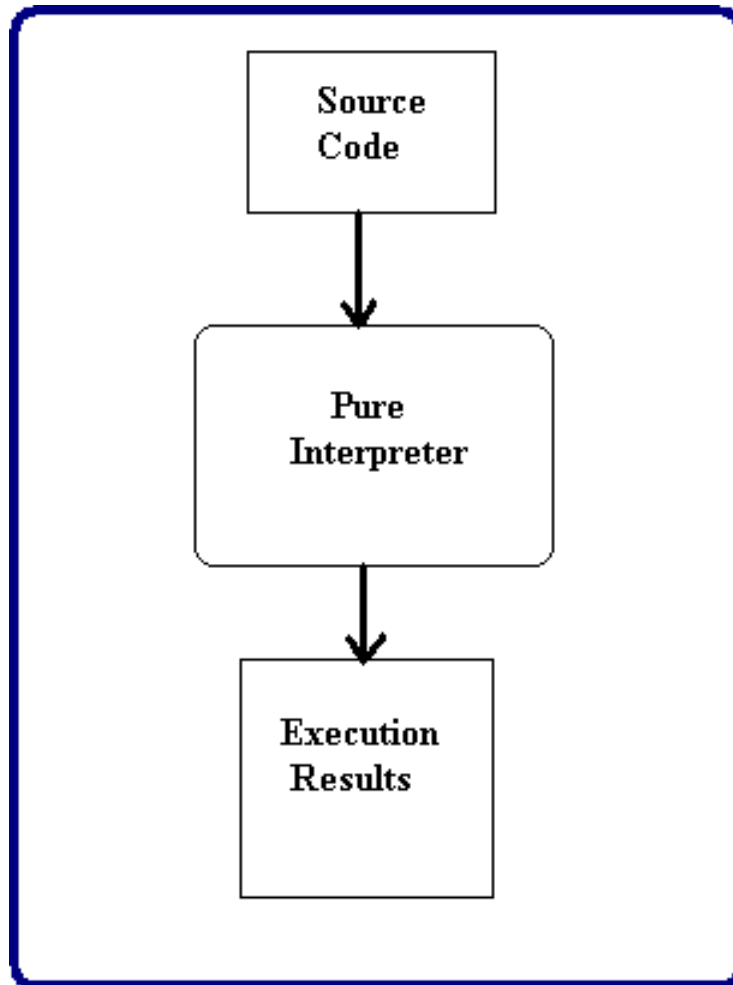 Source
Code
Pure
Interpreter
Execution
Results